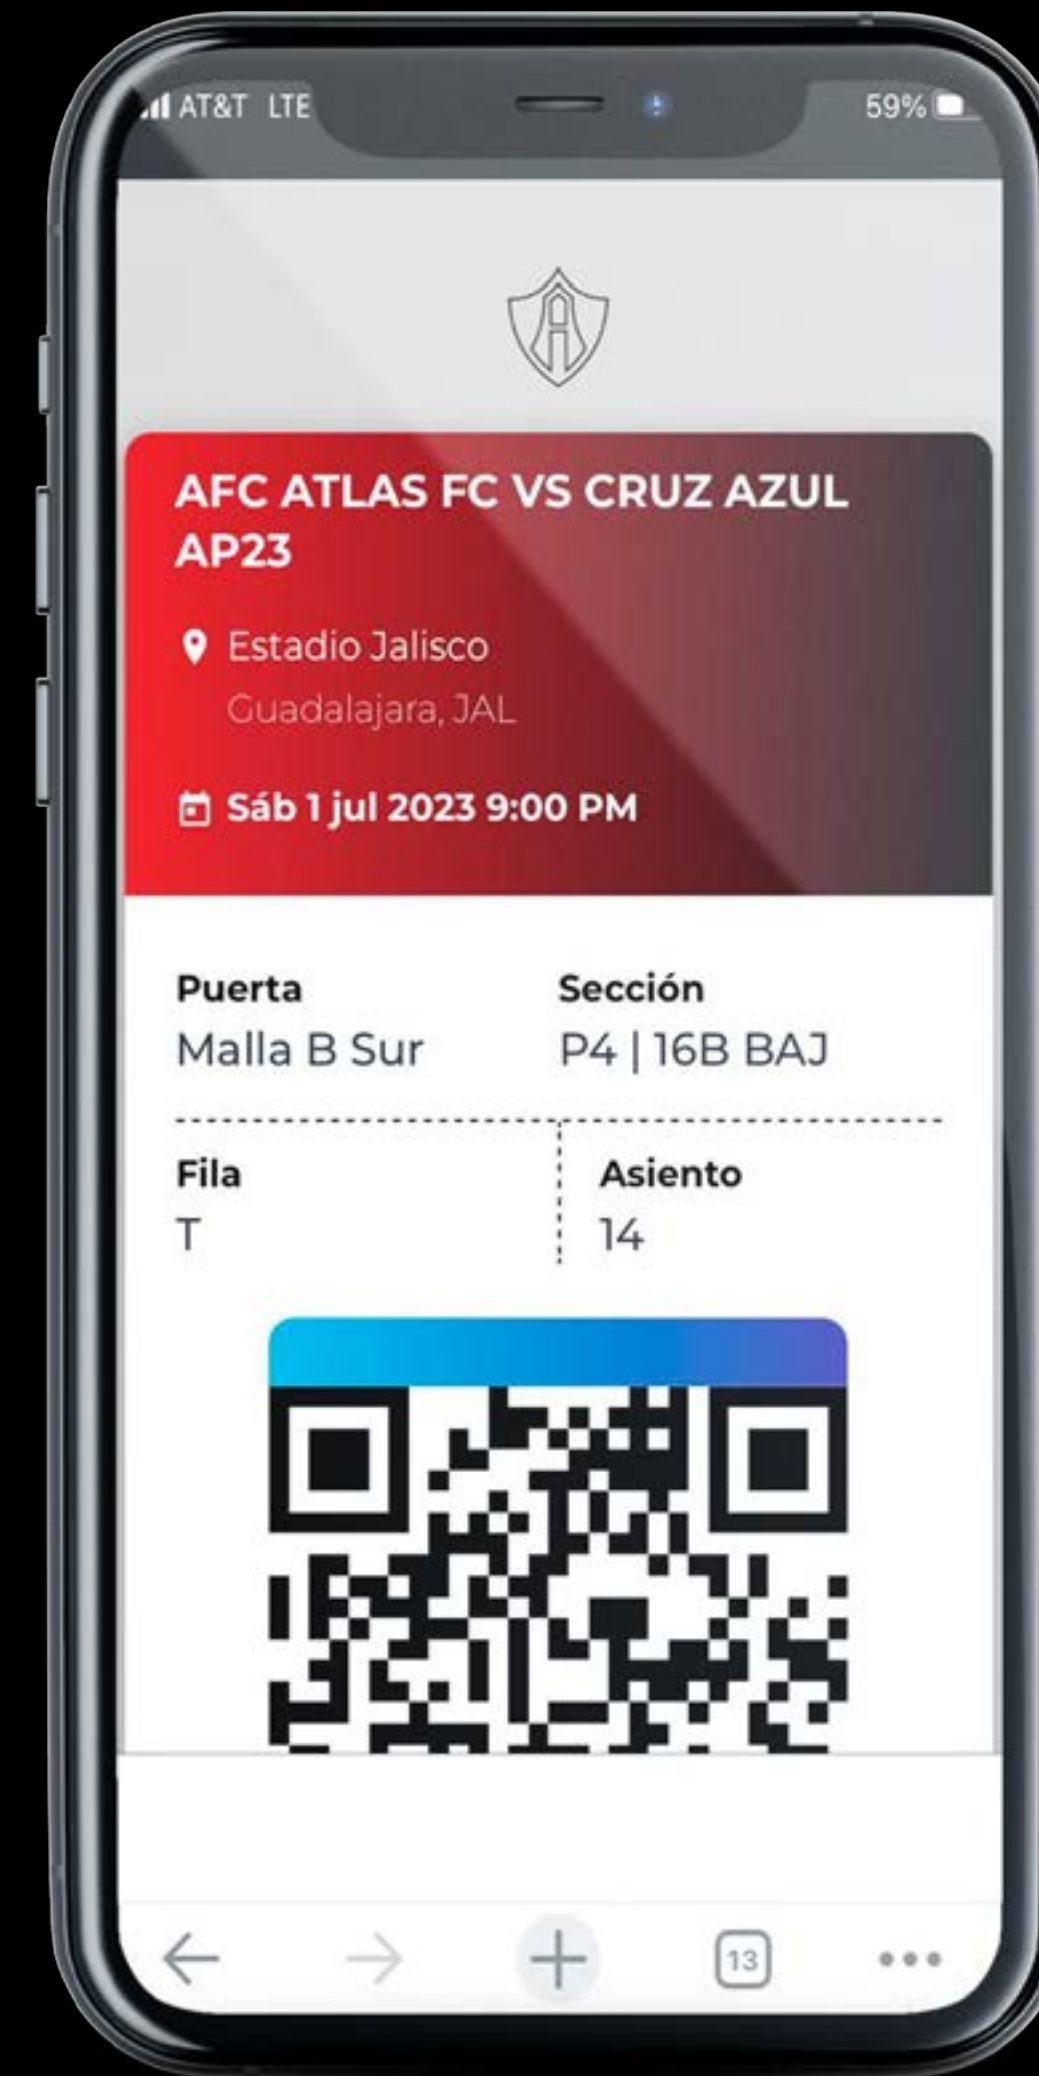 AT&T LTE
59%
AFC ATLAS FC VS CRUZ AZUL
AP23
Estadio Jalisco
Guadalajara, JAL
Sáb 1 jul 2023 9:00 PM
Puerta
Sección
Malla B Sur
P4 | 16B BAJ
Fila
Asiento
T
14
13